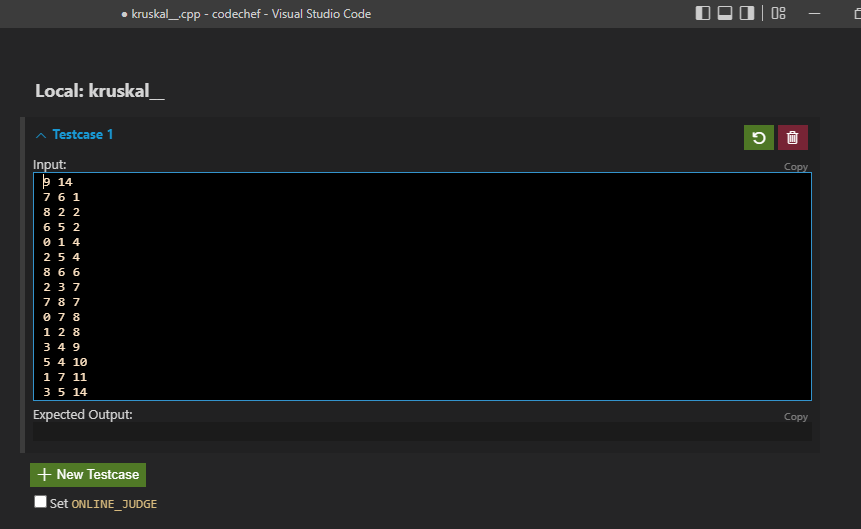 ● kruskal__.cpp - codechef - Visual Studio Code
Local: kruskal__
Testcase 1
Input:
Copy
9 14
7 6 1
8 2 2
6 5 2
0 1 4
2 5 4
8 6 6
2 3 7
7 8 7
0 7 8
1 2 8
3 4 9
5 4 10
1 7 11
3 5 14
Expected Output:
Copy
New Testcase
Set ONLINE_JUDGE